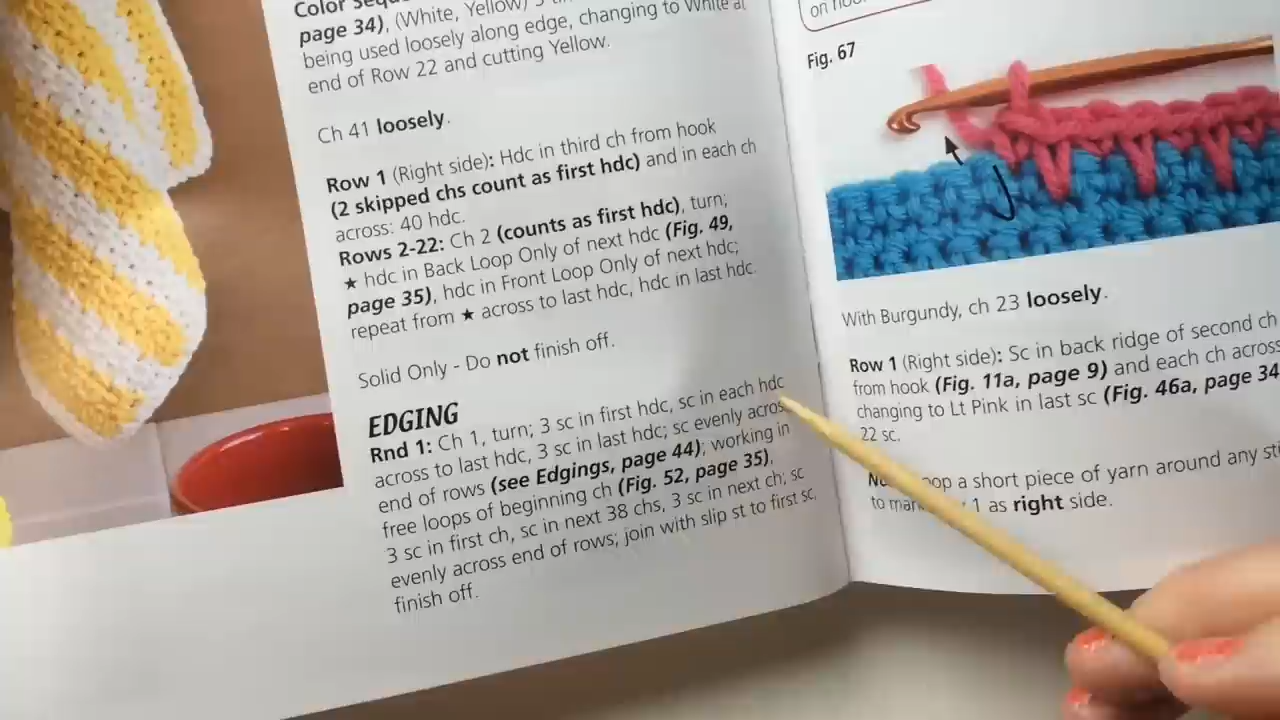 Color
page 34), (White, Yellow) 5
being used loosely along edge, changing to White at
end of Row 22 and cutting Yellow.
Ch 41 loosely.
Row 1 (Right side): Hdc in third ch from hook
(2 skipped chs count as first hdc) and in each ch
across: 40 hdc.
Rows 2-22: Ch 2 (counts as first hdc), turn;
★ hdc in Back Loop Only of next hdc (Fig. 49,
page 35), hdc in Front Loop Only of next hdc;
repeat from ★ across to last hdc, hdc in last hdc.
Solid Only - Do not finish off.
EDGING
Rnd 1: Ch 1, turn; 3 sc in first hdc, sc in each hdc
across to last hdc, 3 sc in last hdc; sc evenly across
end of rows (see Edgings, page 44); working in
free loops of beginning ch (Fig. 52, page 35),
3 sc in first ch, sc in next 38 chs, 3 sc in next ch; sc
evenly across end of rows; join with slip st to first sc,
finish off.
on
Fig. 67
With Burgundy, ch 23 loosely.
Row 1 (Right side): Sc in back ridge of second ch
from hook (Fig. 11a, page 9) and each ch across
changing to Lt Pink in last sc (Fig. 46a, page 34
22 sc.
a short piece of yarn around any
to 1 as right side.